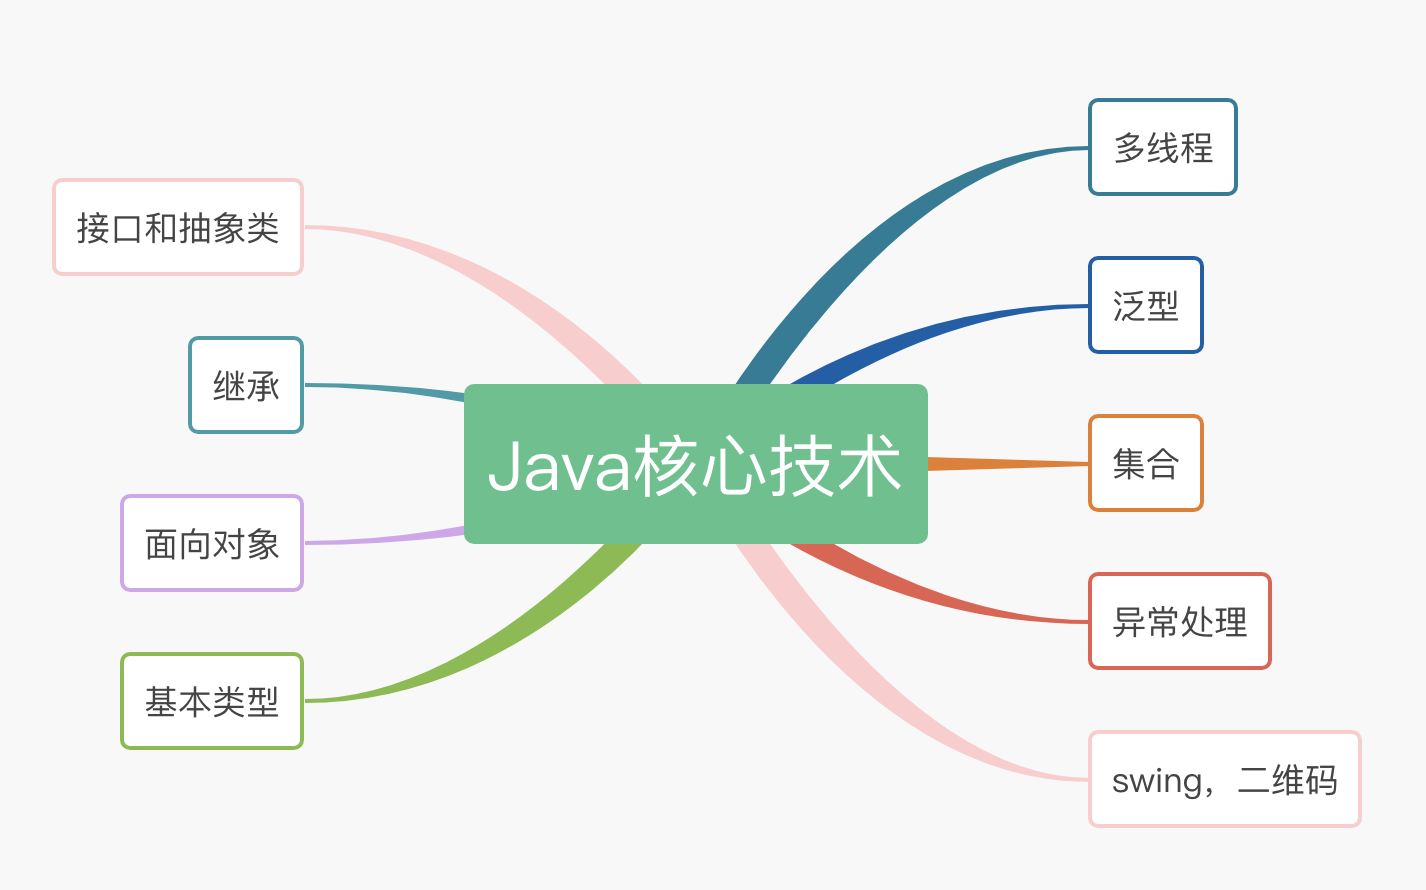 Java核心技术
多线程
泛型
集合
异常处理
swing，二维码
接口和抽象类
继承
面向对象
基本类型